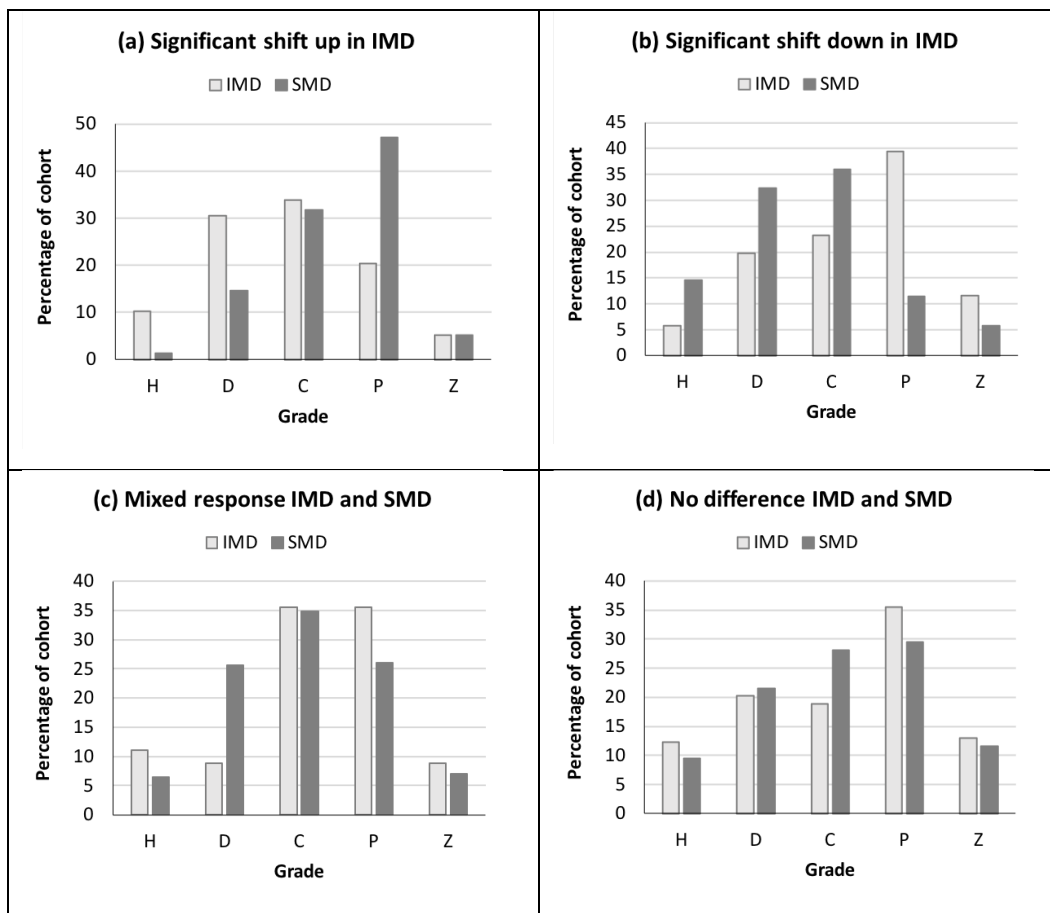 (a) Significant shift up in IMD
IMD SMD
Percentage of cohort
50
40
30
20
10
0
H D C P Z
Grade
(b) Significant shift down in IMD
IMD SMD
Percentage of cohort
45
40
35
30
25
20
15
10
5
0
H D C P Z
Grade
(c) Mixed response IMD and SMD
IMD SMD
Percentage of cohort
40
35
30
25
20
15
10
5
0
H D C P Z
Grade
(d) No difference IMD and SMD
IMD SMD
Percentage of cohort
40
35
30
25
20
15
10
5
0
H D C P Z
Grade